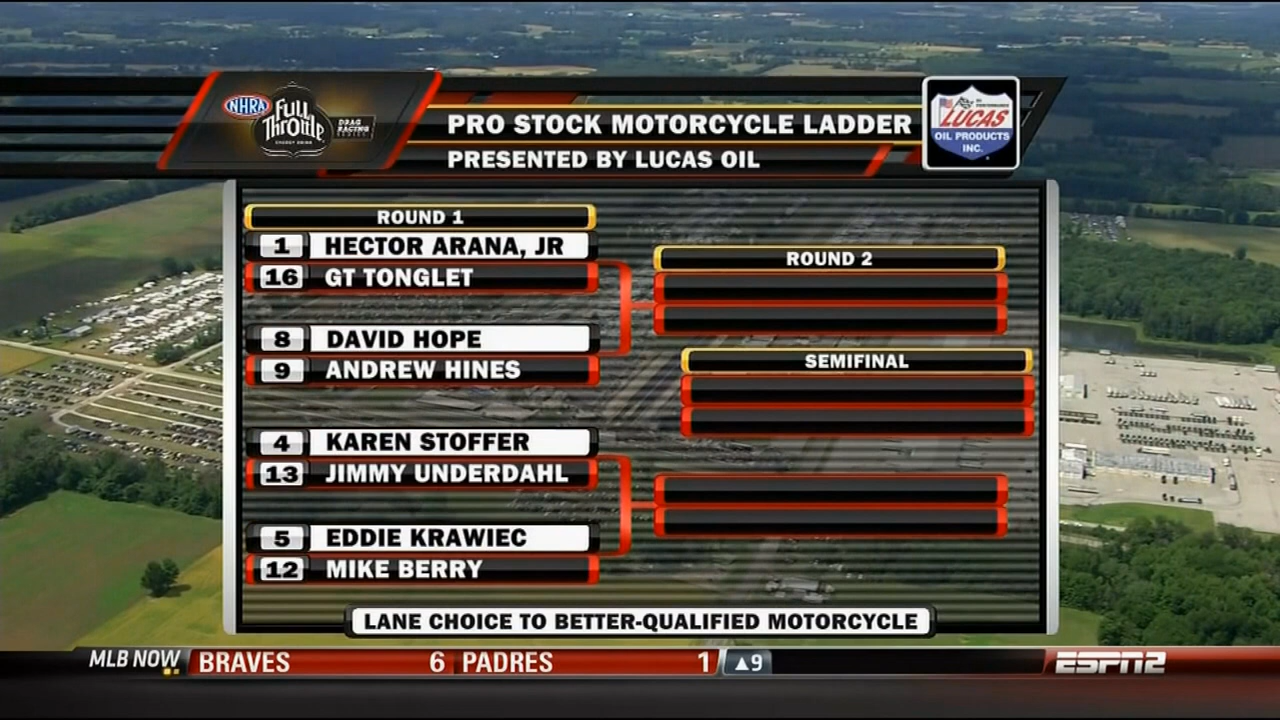 NHRA
FULL THROTTLE
ENERGY DRINK
DRAG RACING SERIES
PRO STOCK MOTORCYCLE LADDER
PRESENTED BY LUCAS OIL
LUCAS
OIL PRODUCTS
INC.
ROUND 1
1 HECTOR ARANA, JR
16 GT TONGLET
8 DAVID HOPE
9 ANDREW HINES
4 KAREN STOFFER
13 JIMMY UNDERDAHL
5 EDDIE KRAWIEC
12 MIKE BERRY
ROUND 2
SEMIFINAL
LANE CHOICE TO BETTER-QUALIFIED MOTORCYCLE
MLB NOW BRAVES 6 PADRES 1 ▲9 ESPN2